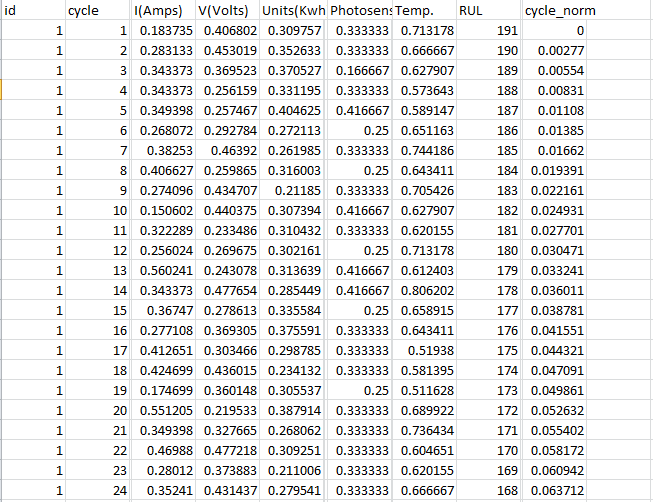 id cycle I(Amps) V(Volts) Units(Kwh Photosens Temp. RUL cycle_norm
1 1 0.183735 0.406802 0.309757 0.333333 0.713178 191 0
1 2 0.283133 0.453019 0.352633 0.333333 0.666667 190 0.00277
1 3 0.343373 0.369523 0.370527 0.166667 0.627907 189 0.00554
1 4 0.343373 0.256159 0.331195 0.333333 0.573643 188 0.00831
1 5 0.349398 0.257467 0.404625 0.416667 0.589147 187 0.01108
1 6 0.268072 0.292784 0.272113 0.25 0.651163 186 0.01385
1 7 0.38253 0.46392 0.261985 0.333333 0.744186 185 0.01662
1 8 0.406627 0.259865 0.316003 0.25 0.643411 184 0.019391
1 9 0.274096 0.434707 0.21185 0.333333 0.705426 183 0.022161
1 10 0.150602 0.440375 0.307394 0.416667 0.627907 182 0.024931
1 11 0.322289 0.233486 0.310432 0.333333 0.620155 181 0.027701
1 12 0.256024 0.269675 0.302161 0.25 0.713178 180 0.030471
1 13 0.560241 0.243078 0.313639 0.416667 0.612403 179 0.033241
1 14 0.343373 0.477654 0.285449 0.416667 0.806202 178 0.036011
1 15 0.36747 0.278613 0.335584 0.25 0.658915 177 0.038781
1 16 0.277108 0.369305 0.375591 0.333333 0.643411 176 0.041551
1 17 0.412651 0.303466 0.298785 0.333333 0.51938 175 0.044321
1 18 0.424699 0.436015 0.234132 0.333333 0.581395 174 0.047091
1 19 0.174699 0.360148 0.305537 0.25 0.511628 173 0.049861
1 20 0.551205 0.219533 0.387914 0.333333 0.689922 172 0.052632
1 21 0.349398 0.327665 0.268062 0.333333 0.736434 171 0.055402
1 22 0.46988 0.477218 0.309251 0.333333 0.604651 170 0.058172
1 23 0.28012 0.373883 0.211006 0.333333 0.620155 169 0.060942
1 24 0.35241 0.431437 0.279541 0.333333 0.666667 168 0.063712